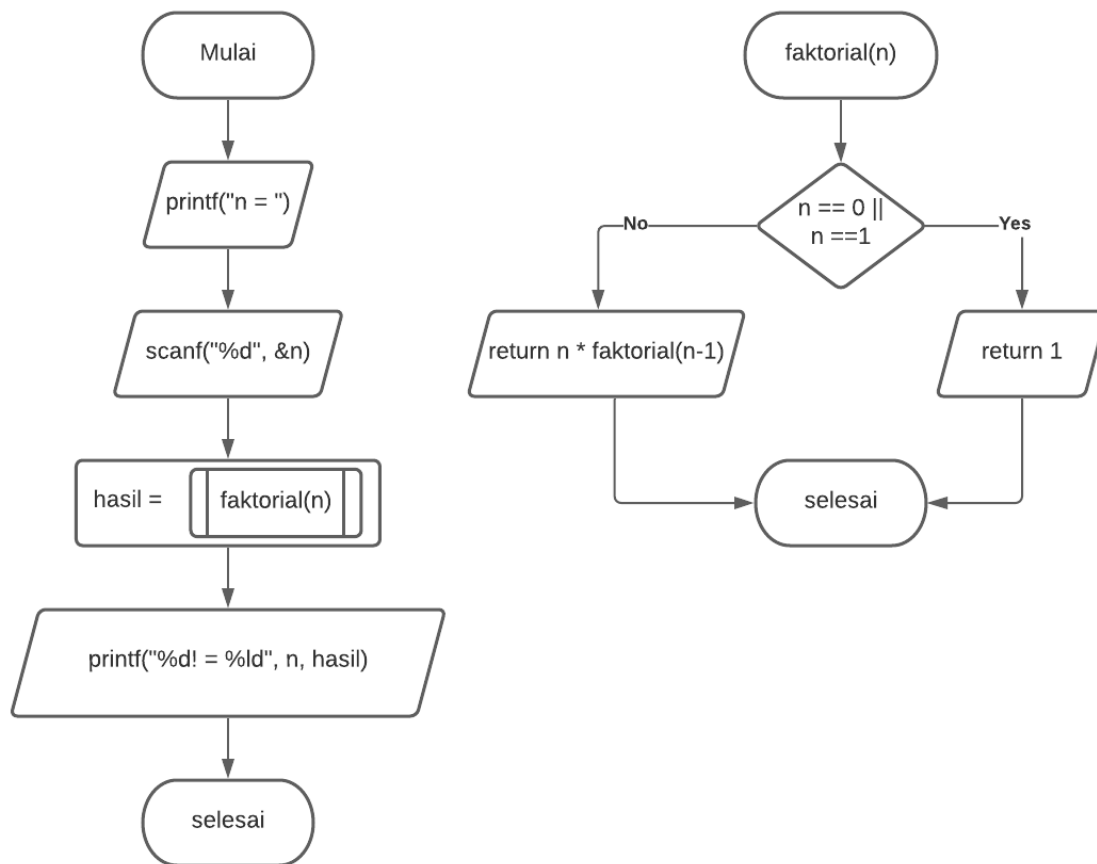 Mulai
printf("n = ")
scanf("%d", &n)
hasil =
faktorial(n)
printf("%d! = %ld", n, hasil)
selesai
faktorial(n)
n == 0 ||
n ==1
No
Yes
return n * faktorial(n-1)
return 1
selesai